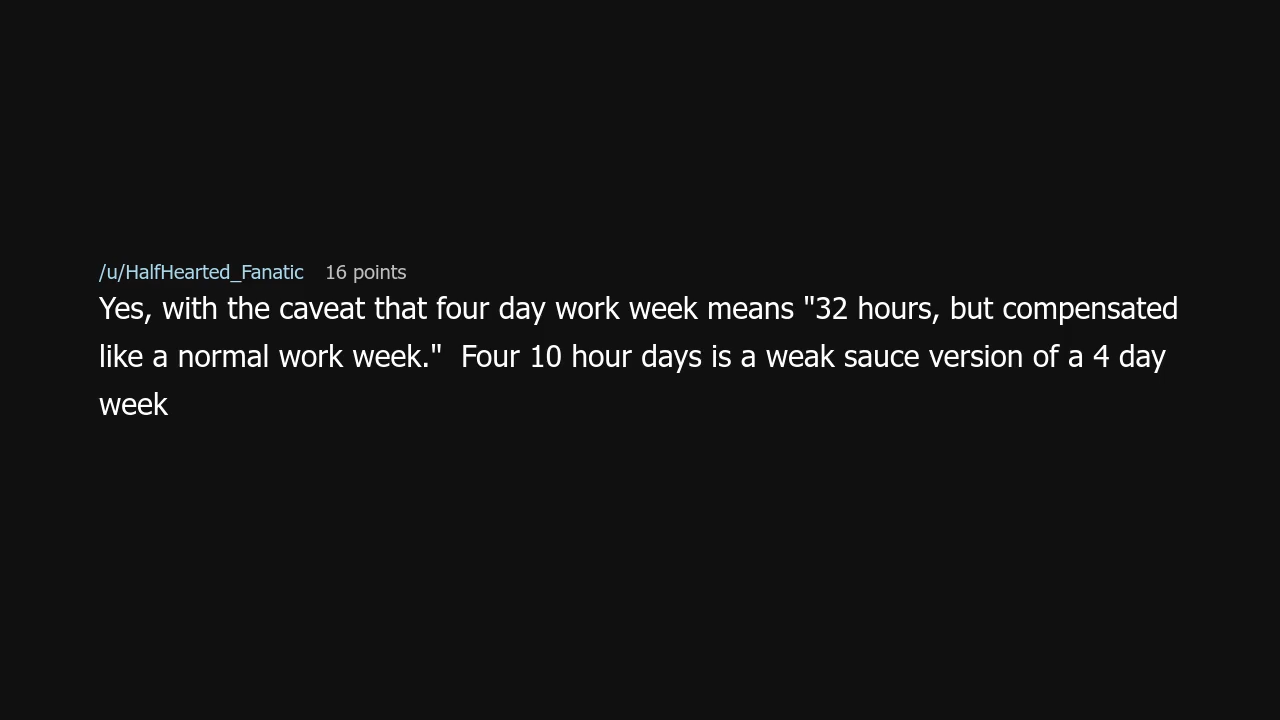 /u/HalfHearted_Fanatic 16 points
Yes, with the caveat that four day work week means "32 hours, but compensated
like a normal work week."  Four 10 hour days is a weak sauce version of a 4 day
week